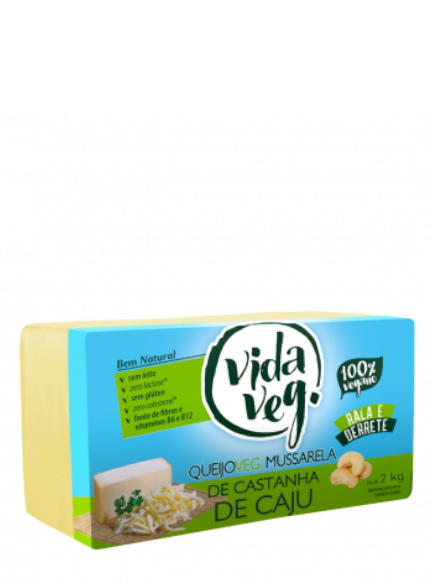 Bem Natural
sem leite
zero lactose*
sem glúten
zero colesterol*
fonte de fibras e
vitaminas B6 e B12
vida
veg.
100%
vegano
RALA E
DERRETE
QUEIJOVEG MUSSARELA
DE CASTANHA
DE CAJU
2 kg